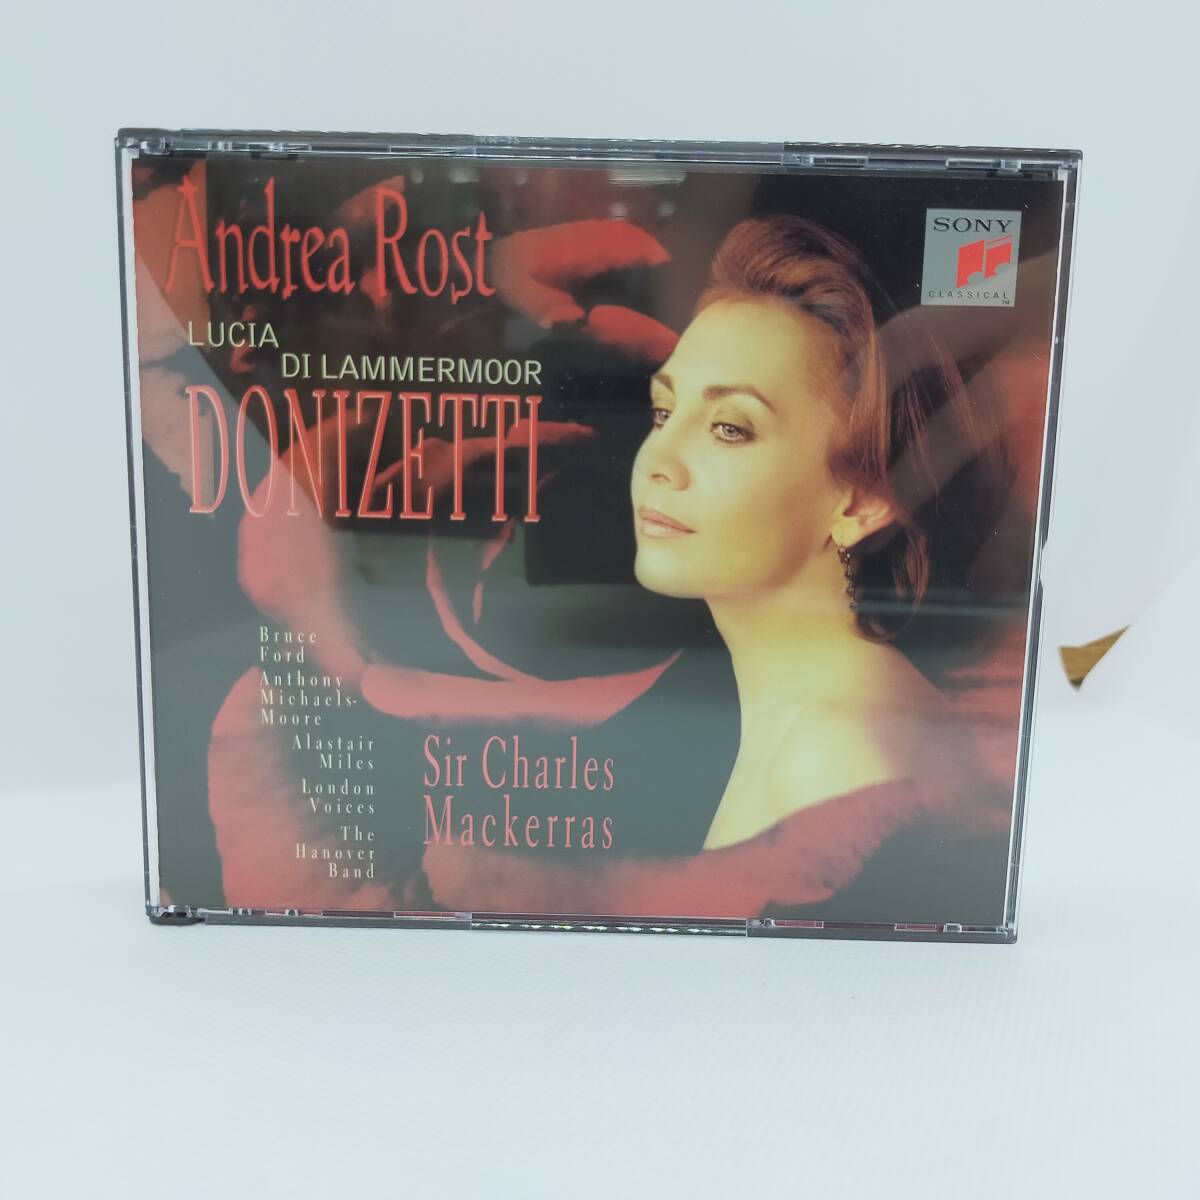 Andrea Rost
LUCIA
DI LAMMERMOOR
DONIZETTI
SONY
CLASSICAL
TM
Bruce
Ford
Anthony
Michaels-
Moore
Alastair
Miles
London
Voices
The
Hanover
Band
Sir Charles
Mackerras